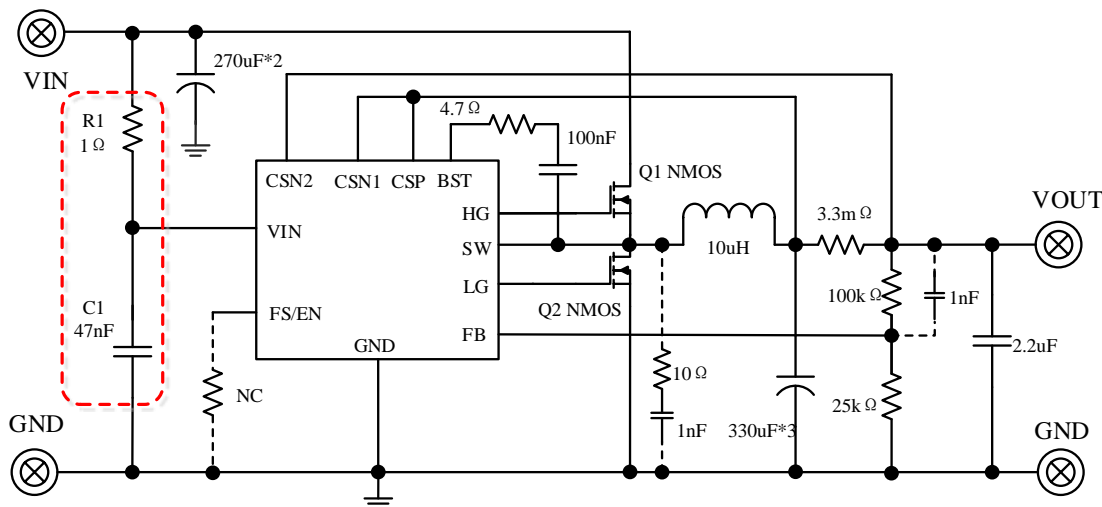 VIN
270uF*2
R1
1Ω
4.7Ω
100nF
CSN2
CSN1
CSP
BST
Q1 NMOS
HG
VIN
SW
LG
10uH
3.3mΩ
VOUT
Q2 NMOS
100kΩ
1nF
C1
47nF
FS/EN
GND
FB
2.2uF
NC
10Ω
25kΩ
GND
1nF
330uF*3
GND